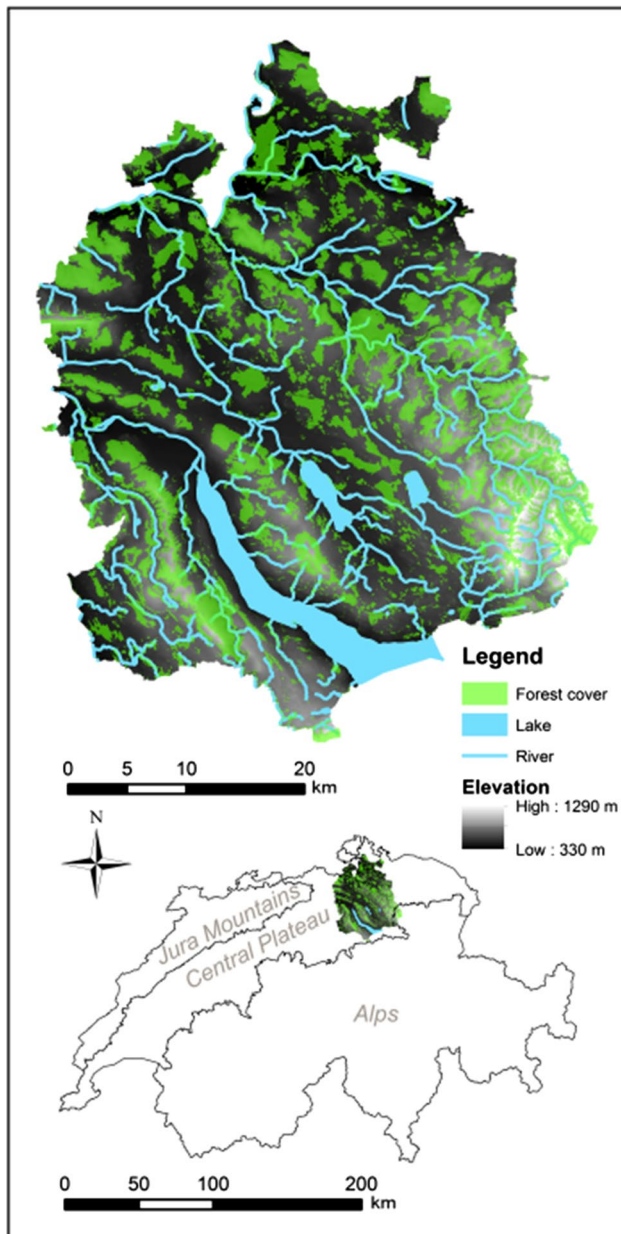 Legend
Forest cover
Lake
River
Elevation
High : 1290 m
Low : 330 m
0 5 10 20
km
N
Jura Mountains
Central Plateau
Alps
0 50 100 200
km